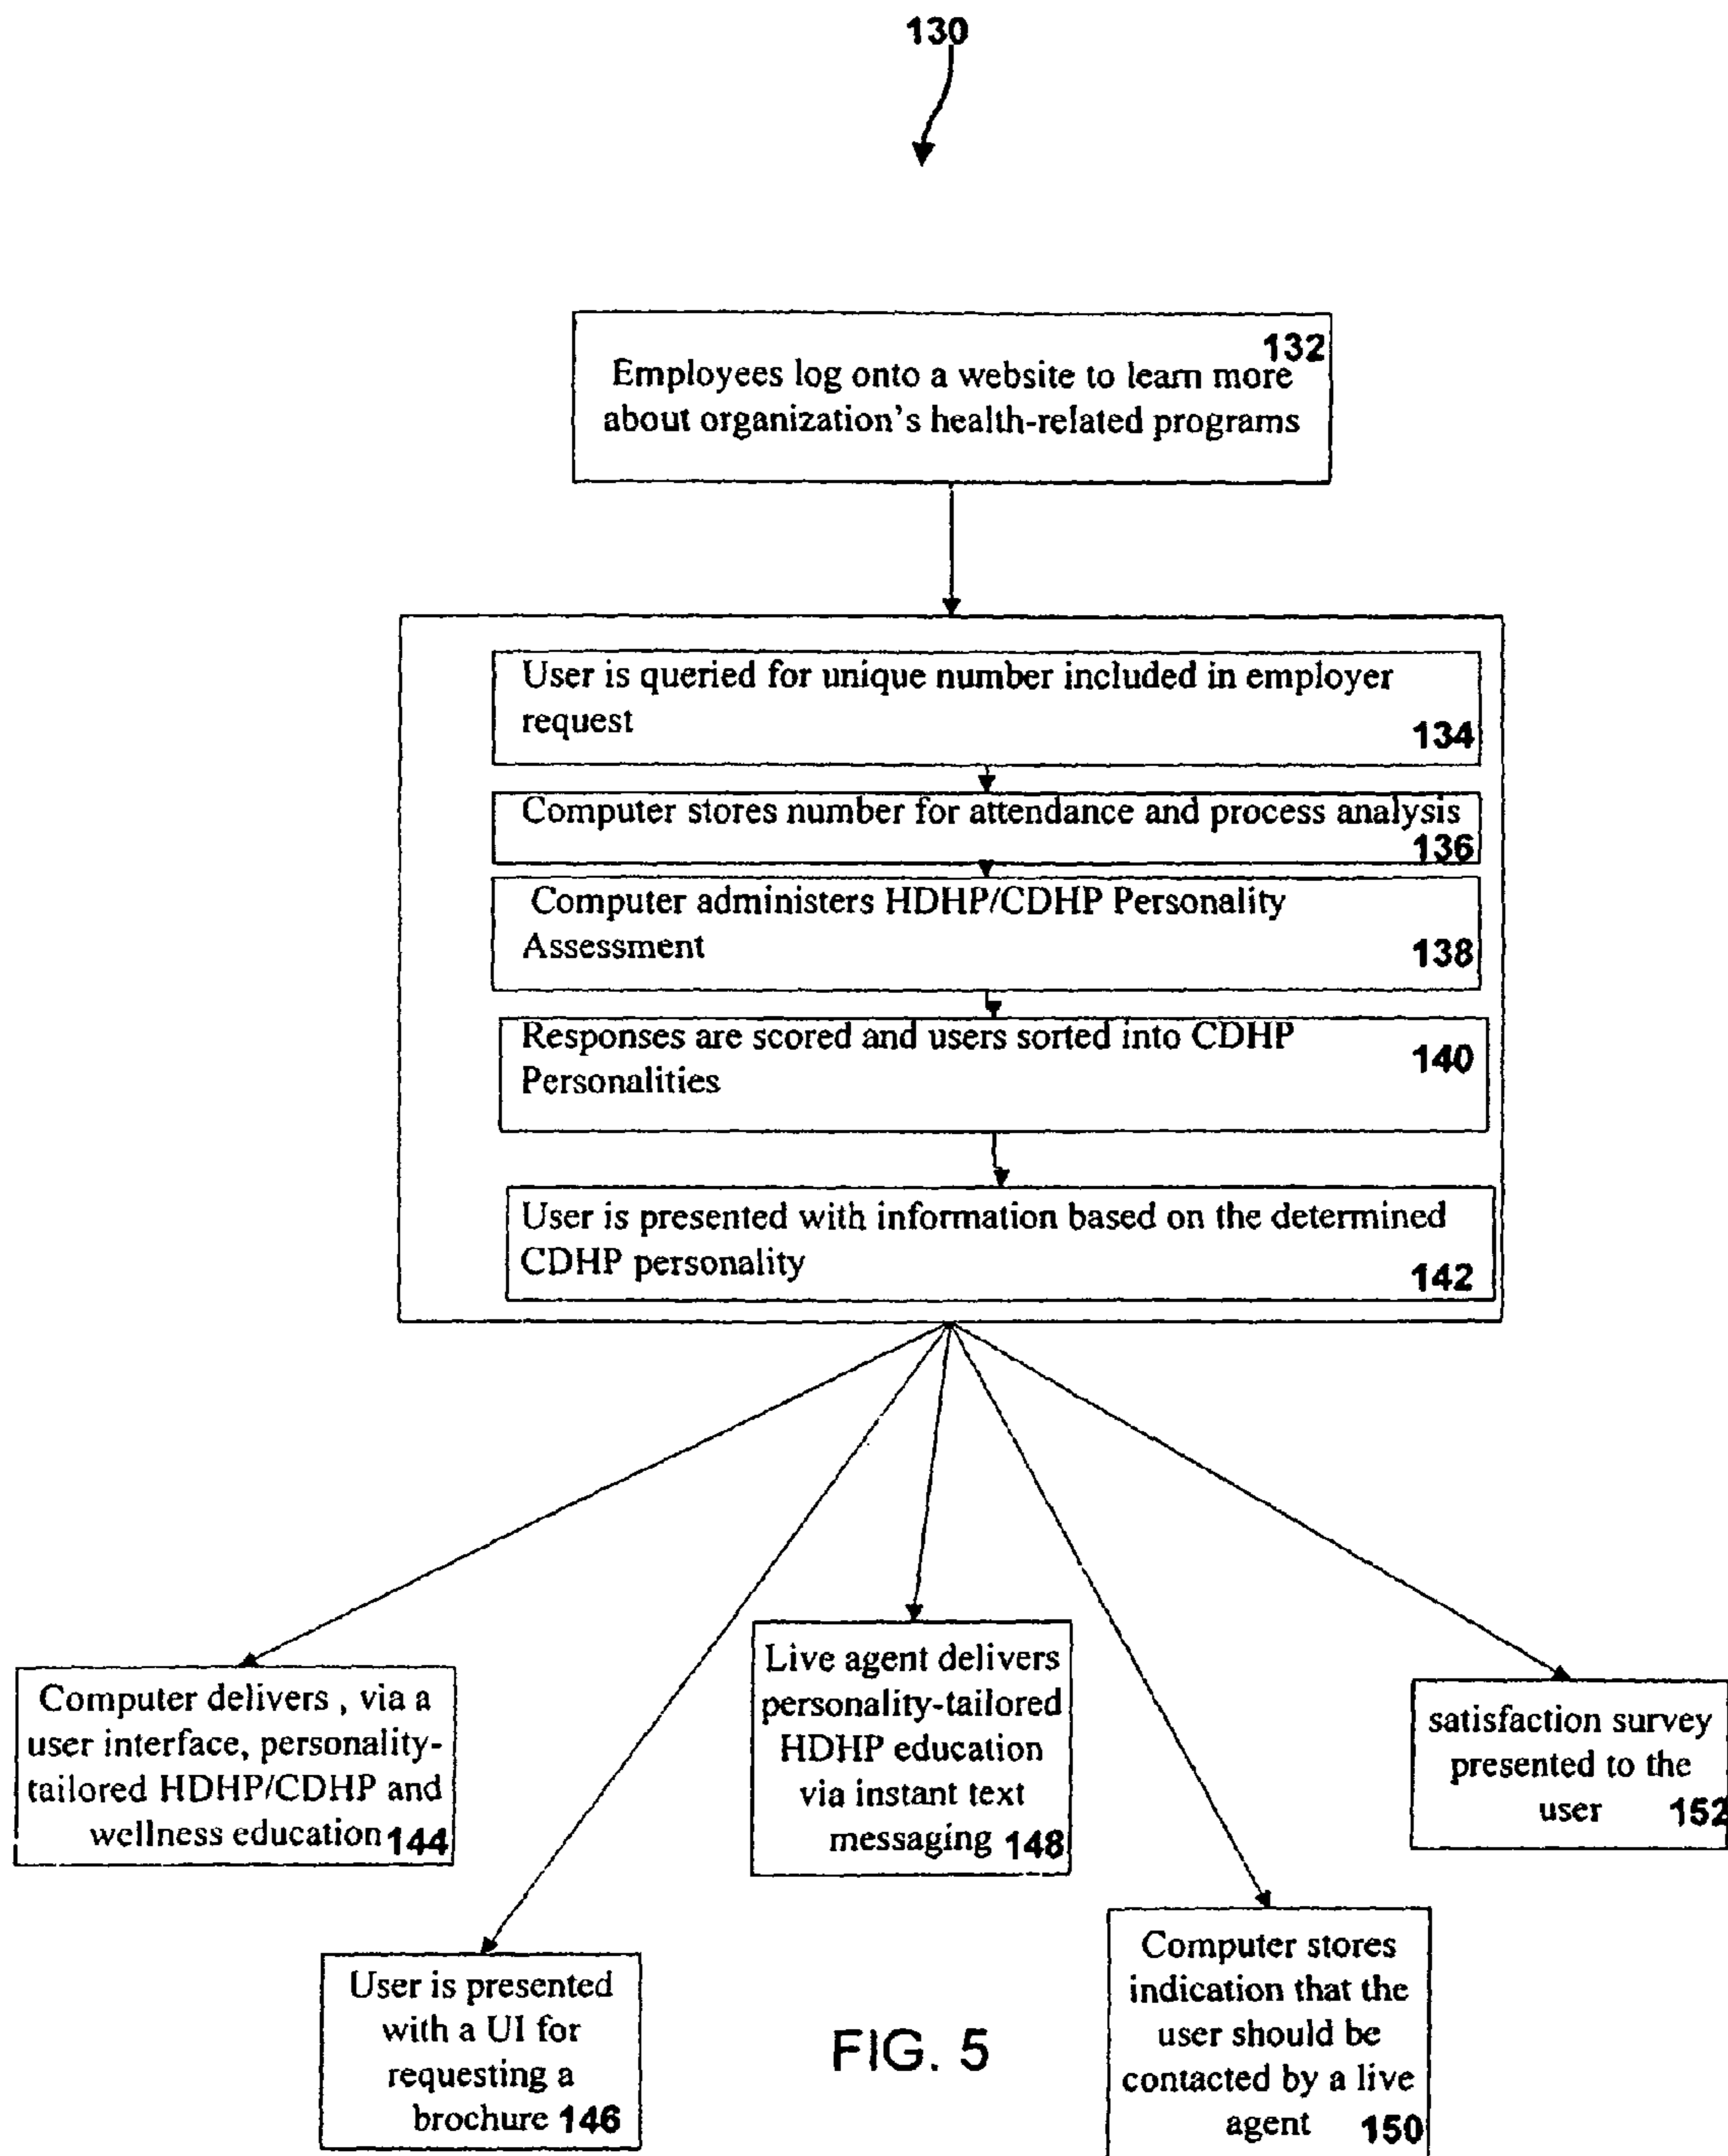 130
132
Employees log onto a website to learn more
about organization's health-related programs
User is queried for unique number included in employer
request
134
Computer stores number for attendance and process analysis
136
Computer administers HDHP/CDHP Personality
Assessment
138
Responses are scored and users sorted into CDHP
140
Personalities
User is presented with information based on the determined
CDHP personality
142
Computer delivers , via a
user interface, personality-
tailored HDHP/CDHP and
wellness education 144
User is presented
with a UI for
requesting a
brochure 146
Live agent delivers
personality-tailored
HDHP education
via instant text
messaging 148
Computer stores
indication that the
user should be
contacted by a live
agent 150
satisfaction survey
presented to the
user 152
FIG. 5